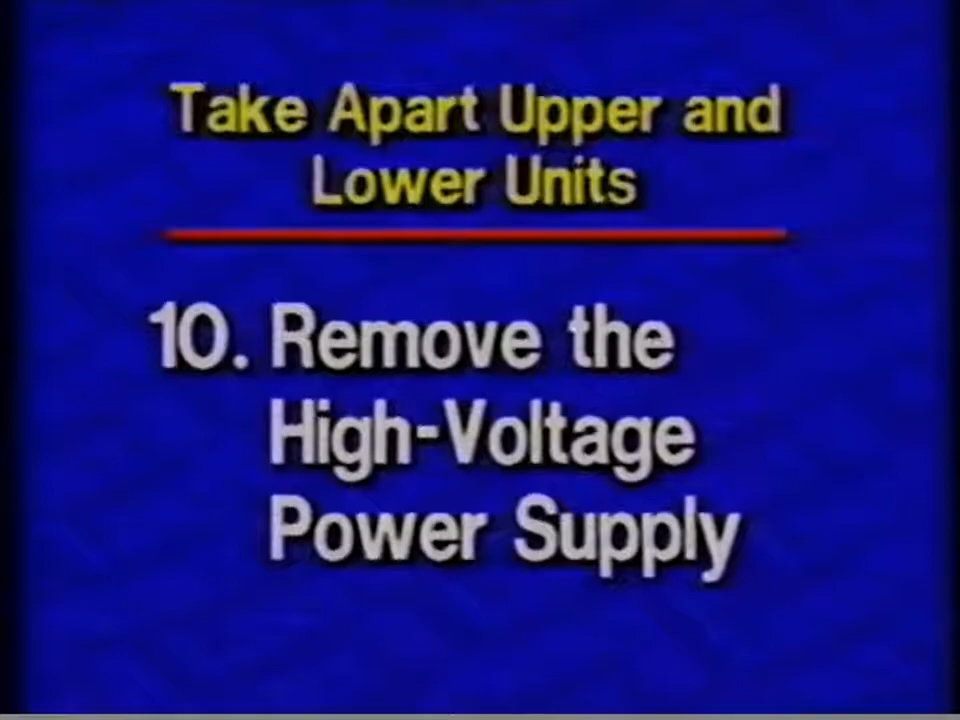 Take Apart Upper and
Lower Units
10. Remove the
High-Voltage
Power Supply